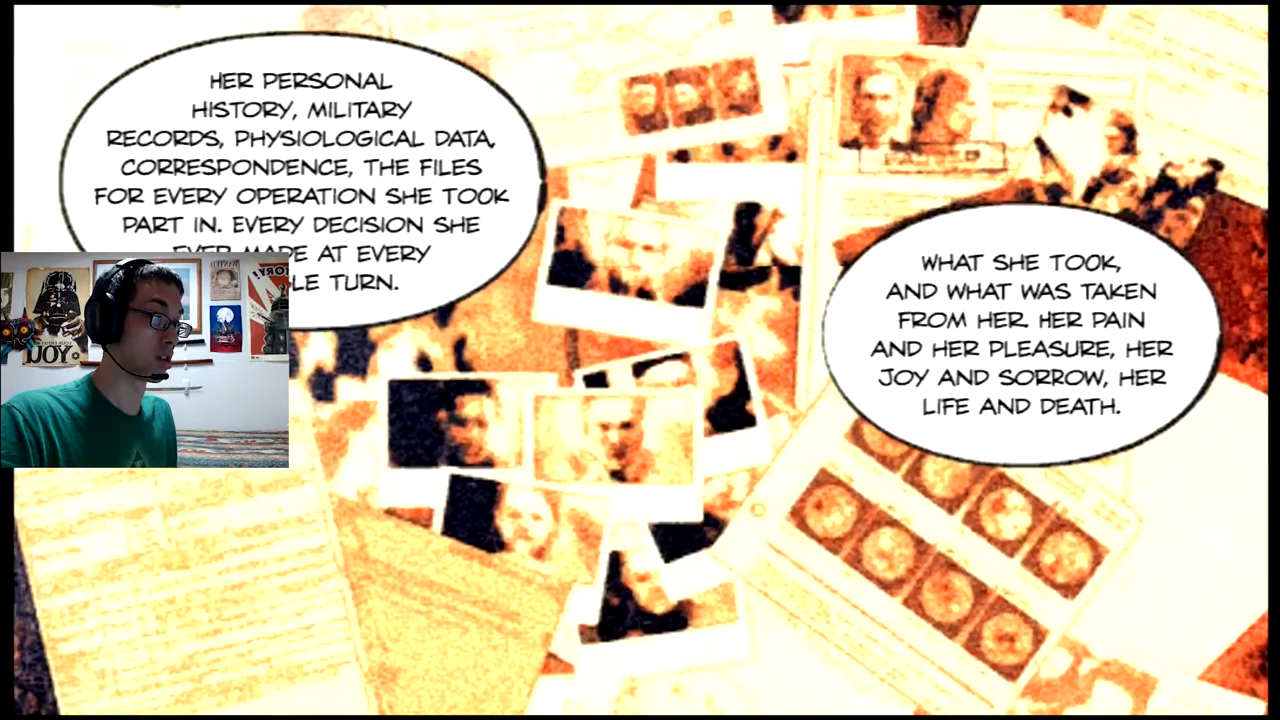 HER PERSONAL
HISTORY, MILITARY
RECORDS, PHYSIOLOGICAL DATA,
CORRESPONDENCE, THE FILES
FOR EVERY OPERATION SHE TOOK
PART IN. EVERY DECISION SHE
MADE AT EVERY
TURN.
WHAT SHE TOOK,
AND WHAT WAS TAKEN
FROM HER. HER PAIN
AND HER PLEASURE, HER
JOY AND SORROW, HER
LIFE AND DEATH.
JOY